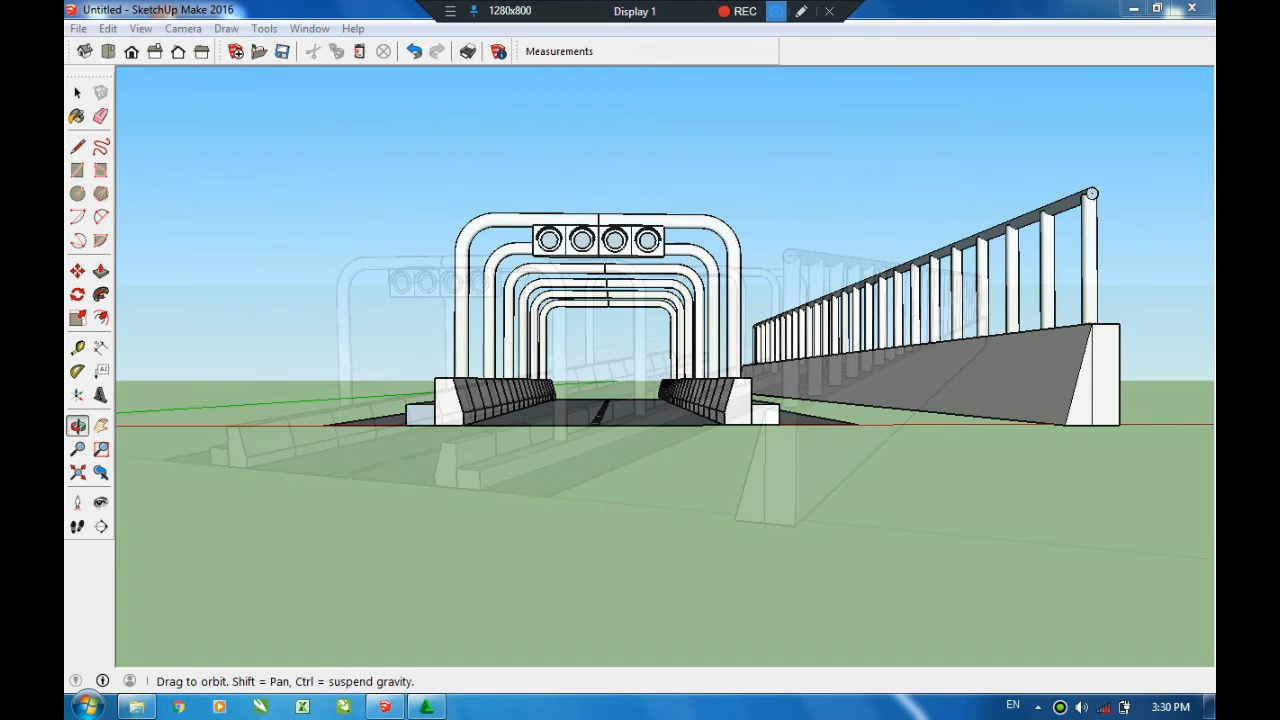 Untitled - SketchUp Make 2016
1280x800
Display 1
REC
File Edit View Camera Draw Tools Window Help
Measurements
A1
Drag to orbit. Shift = Pan, Ctrl = suspend gravity.
EN
3:30 PM